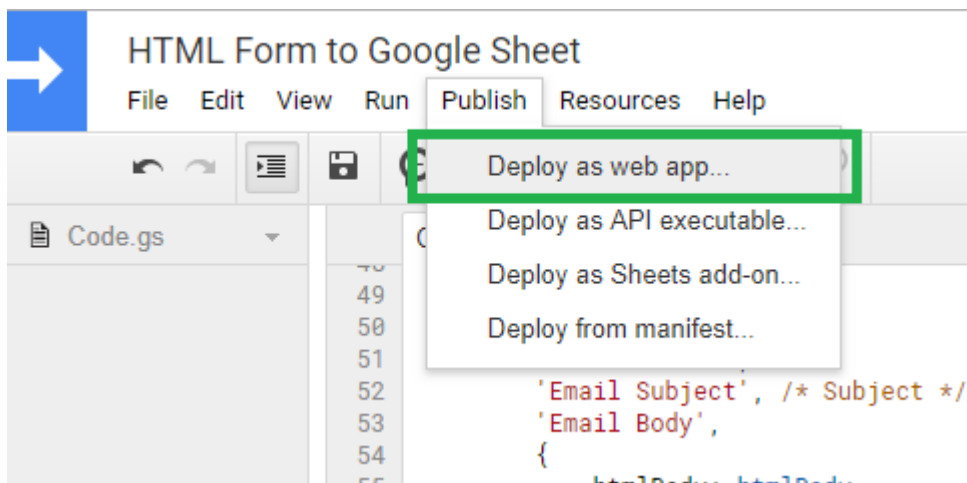 HTML Form to Google Sheet
File Edit View Run Publish Resources Help
Deploy as web app...
Deploy as API executable...
Deploy as Sheets add-on...
Deploy from manifest...
Code.gs
49
50
51
52 'Email Subject', /* Subject */
53 'Email Body',
54 {
htmlBody: htmlBody